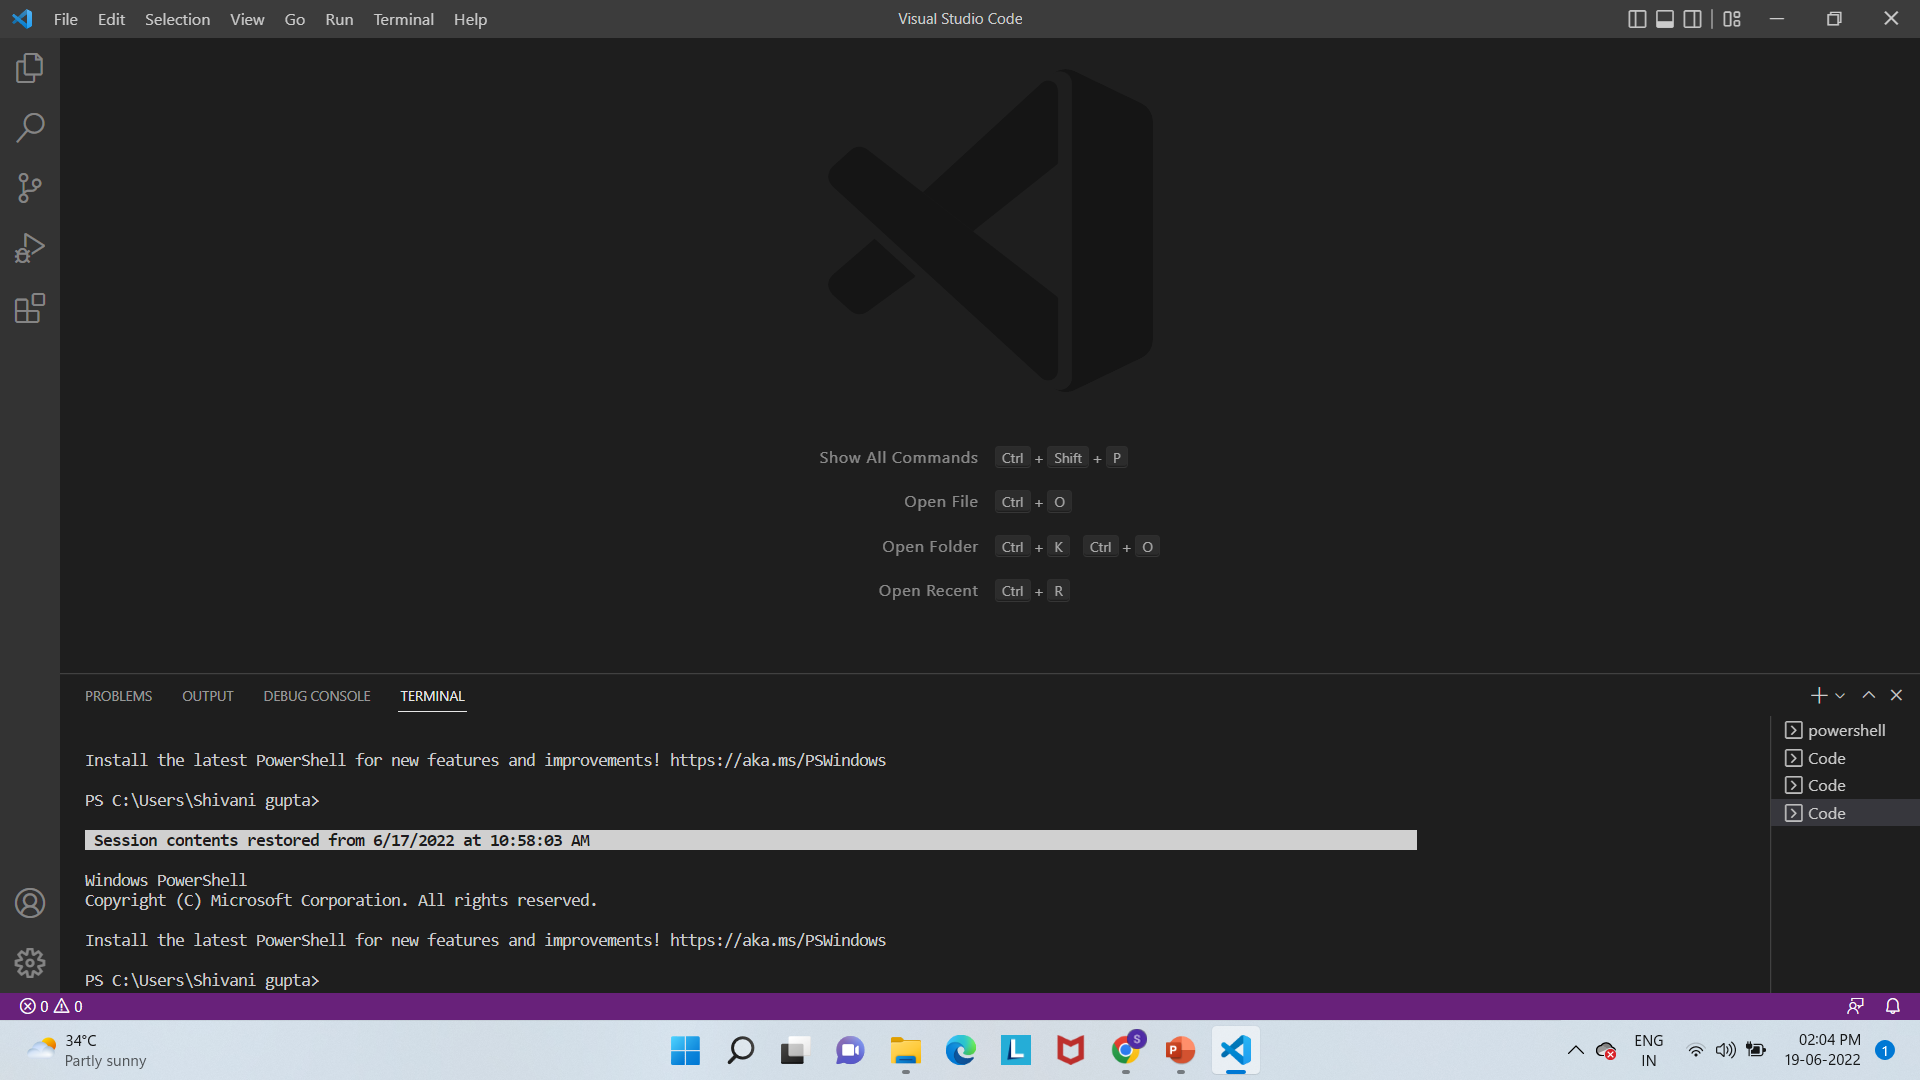 File Edit Selection View Go Run Terminal Help
Visual Studio Code
Show All Commands Ctrl + Shift + P
Open File Ctrl + O
Open Folder Ctrl + K Ctrl + O
Open Recent Ctrl + R
PROBLEMS OUTPUT DEBUG CONSOLE TERMINAL
Install the latest PowerShell for new features and improvements! https://aka.ms/PSWindows
PS C:\Users\Shivani gupta>
Session contents restored from 6/17/2022 at 10:58:03 AM
Windows PowerShell
Copyright (C) Microsoft Corporation. All rights reserved.
Install the latest PowerShell for new features and improvements! https://aka.ms/PSWindows
PS C:\Users\Shivani gupta>
powershell
Code
Code
Code
0 0
34°C
Partly sunny
L
S
P
ENG
IN
02:04 PM
19-06-2022
1